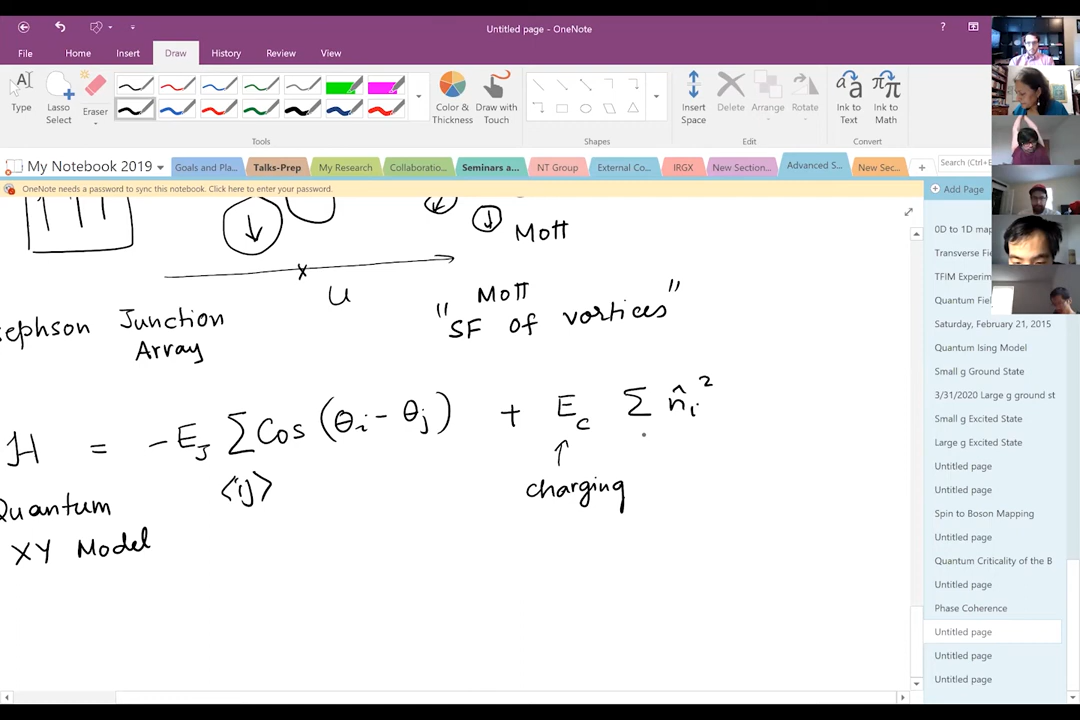 Untitled page - OneNote
?
File Home Insert Draw History Review View
Type
Lasso Select
Eraser
Color & Thickness
Draw with Touch
Insert Space
Delete
Arrange
Rotate
Ink to Text
Ink to Math
Tools
Shapes
Edit
Convert
My Notebook 2019
Goals and Pla...
Talks-Prep
My Research
Collaboratio...
Seminars a...
NT Group
External Co...
IRGX
New Section...
Advanced S...
New Sec...
+
Search (Ctrl+E
OneNote needs a password to sync this notebook. Click here to enter your password.
Add Page
0D to 1D map
Transverse Fi
TFIM Experim
Quantum Fiel
Saturday, February 21, 2015
Quantum Ising Model
Small g Ground State
3/31/2020 Large g ground st
Small g Excited State
Large g Excited State
Untitled page
Untitled page
Spin to Boson Mapping
Untitled page
Quantum Criticality of the B
Untitled page
Phase Coherence
Untitled page
Untitled page
Untitled page
Mott
U
sephson Junction
Array
Mott
"SF of vortices"
H = -E_J ∑ Cos (θ_i - θ_j) + E_c ∑ n̂_i²
<ij>
charging
Quantum
XY Model